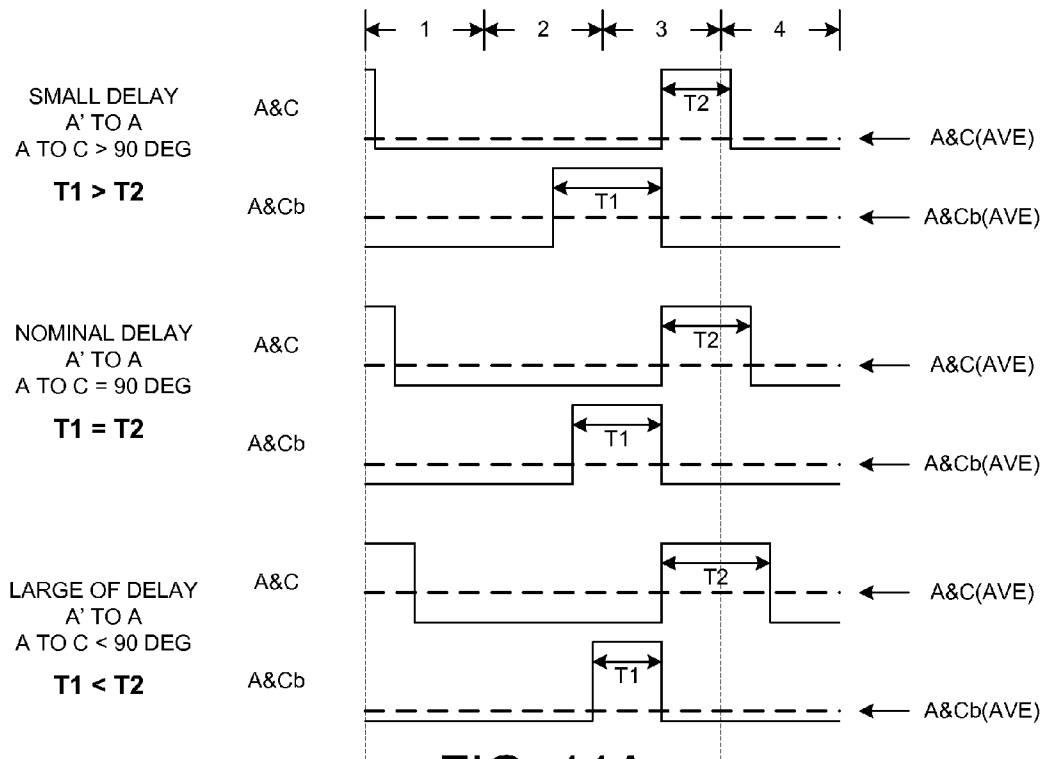 1 2 3 4
SMALL DELAY
A' TO A
A TO C > 90 DEG
T1 > T2
A&C
T2
A&C(AVE)
A&Cb
T1
A&Cb(AVE)
NOMINAL DELAY
A' TO A
A TO C = 90 DEG
T1 = T2
A&C
T2
A&C(AVE)
A&Cb
T1
A&Cb(AVE)
LARGE OF DELAY
A' TO A
A TO C < 90 DEG
T1 < T2
A&C
T2
A&C(AVE)
A&Cb
T1
A&Cb(AVE)